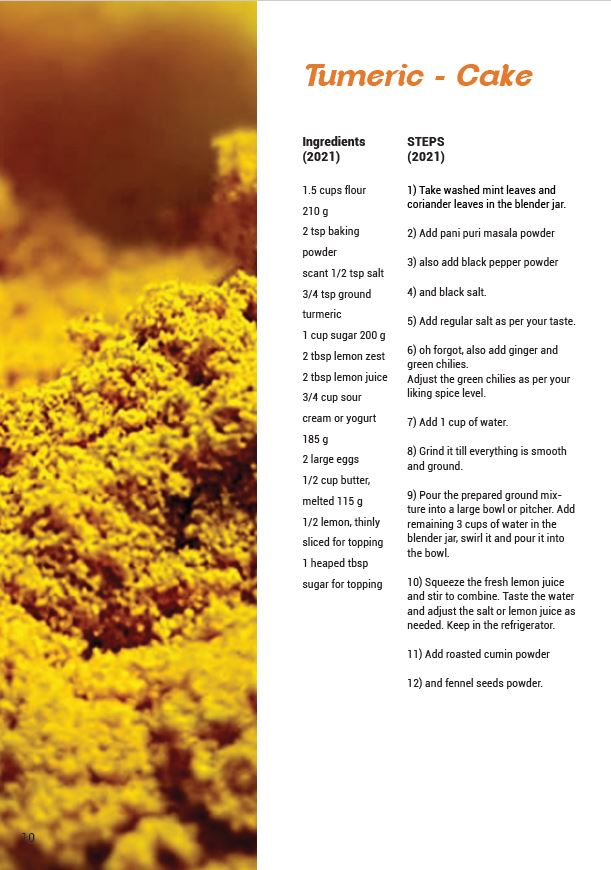 Tumeric - Cake
Ingredients
(2021)
1.5 cups flour
210 g
2 tsp baking
powder
scant 1/2 tsp salt
3/4 tsp ground
turmeric
1 cup sugar 200 g
2 tbsp lemon zest
2 tbsp lemon juice
3/4 cup sour
cream or yogurt
185 g
2 large eggs
1/2 cup butter,
melted 115 g
1/2 lemon, thinly
sliced for topping
1 heaped tbsp
sugar for topping
STEPS
(2021)
1) Take washed mint leaves and
coriander leaves in the blender jar.
2) Add pani puri masala powder
3) also add black pepper powder
4) and black salt.
5) Add regular salt as per your taste.
6) oh forgot, also add ginger and
green chilies.
Adjust the green chilies as per your
liking spice level.
7) Add 1 cup of water.
8) Grind it till everything is smooth
and ground.
9) Pour the prepared ground mix-
ture into a large bowl or pitcher. Add
remaining 3 cups of water in the
blender jar, swirl it and pour it into
the bowl.
10) Squeeze the fresh lemon juice
and stir to combine. Taste the water
and adjust the salt or lemon juice as
needed. Keep in the refrigerator.
11) Add roasted cumin powder
12) and fennel seeds powder.
10